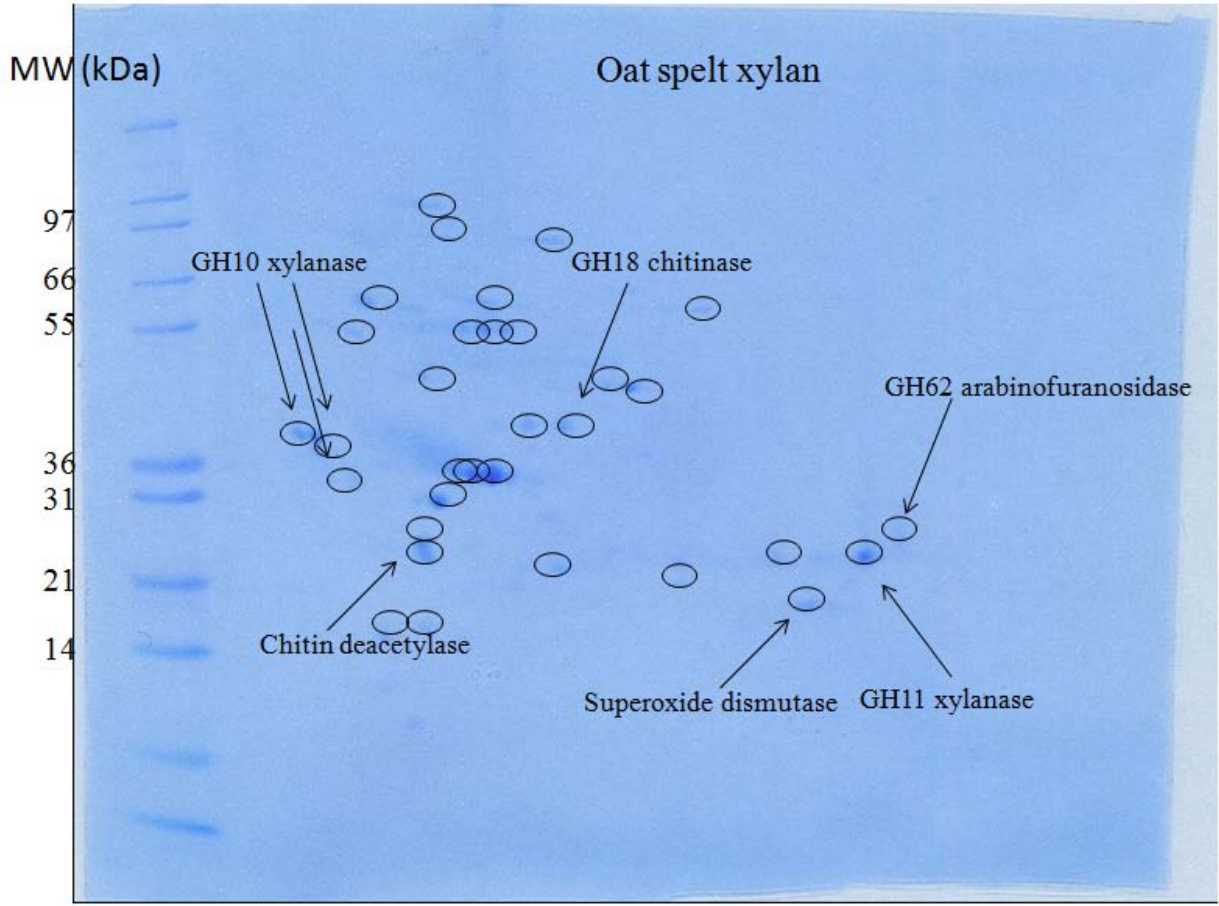 MW (kDa)
Oat spelt xylan
97
GH10 xylanase
GH18 chitinase
66
55
GH62 arabinofuranosidase
36
31
21
Chitin deacetylase
14
Superoxide dismutase
GH11 xylanase